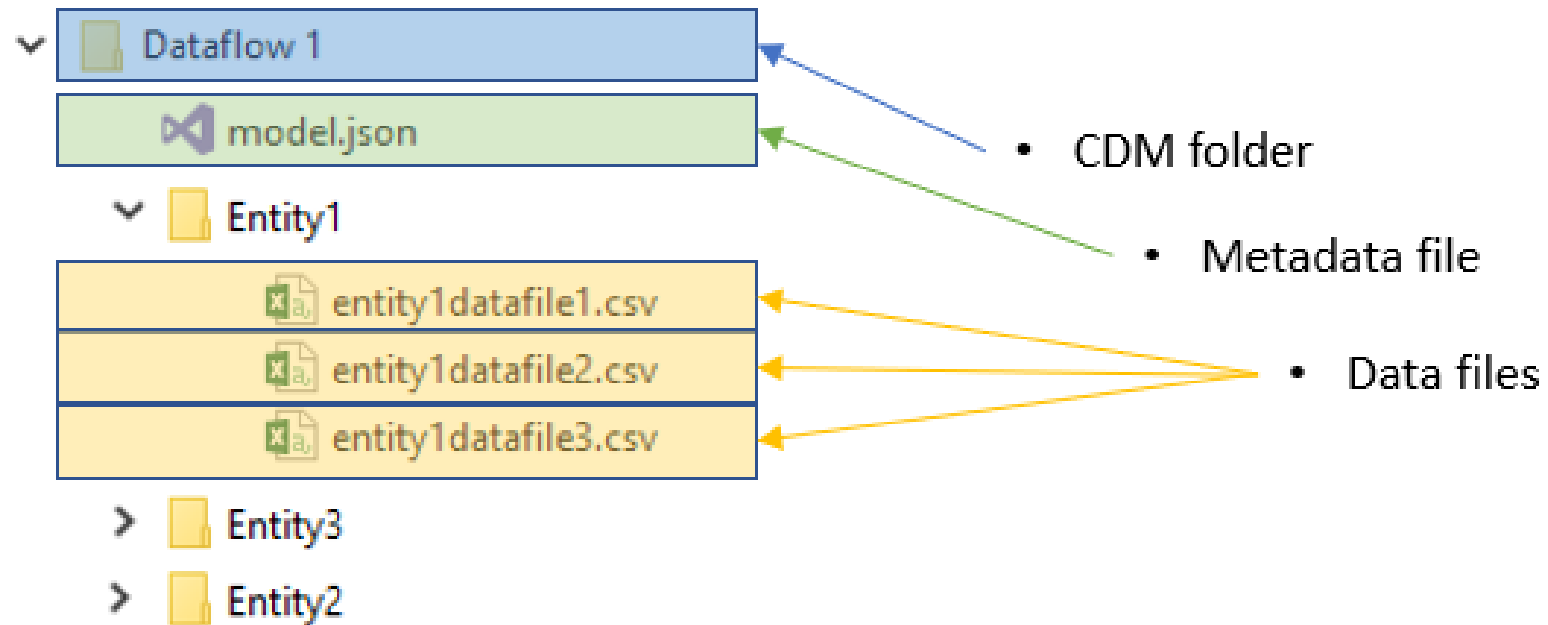 Dataflow 1
model.json
Entity1
entity1datafile1.csv
entity1datafile2.csv
entity1datafile3.csv
Entity3
Entity2
• CDM folder
• Metadata file
• Data files